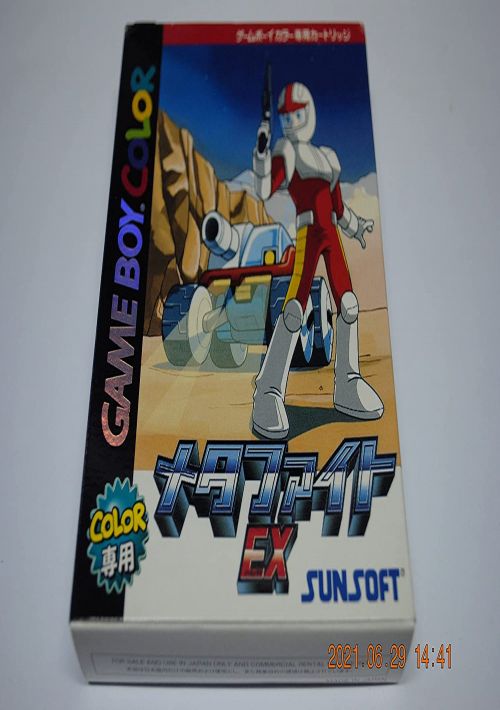 ゲームボーイカラー専用カートリッジ
GAME BOY COLOR
メタファイト
EX
COLOR
専用
SUNSOFT
FOR SALE AND USE IN JAPAN ONLY AND COMMERCIAL RENTAL
2021.06.29 14:41